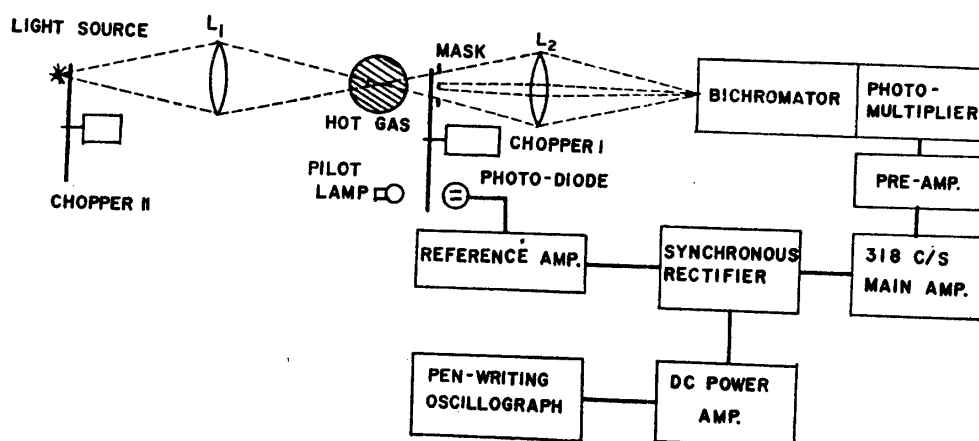 LIGHT SOURCE
L1
MASK
L2
HOT GAS
BICHROMATOR
PHOTO-
MULTIPLIER
CHOPPER I
PILOT
LAMP
PHOTO-DIODE
CHOPPER II
PRE-AMP.
REFERENCE AMP.
SYNCHRONOUS
RECTIFIER
318 C/S
MAIN AMP.
PEN-WRITING
OSCILLOGRAPH
DC POWER
AMP.